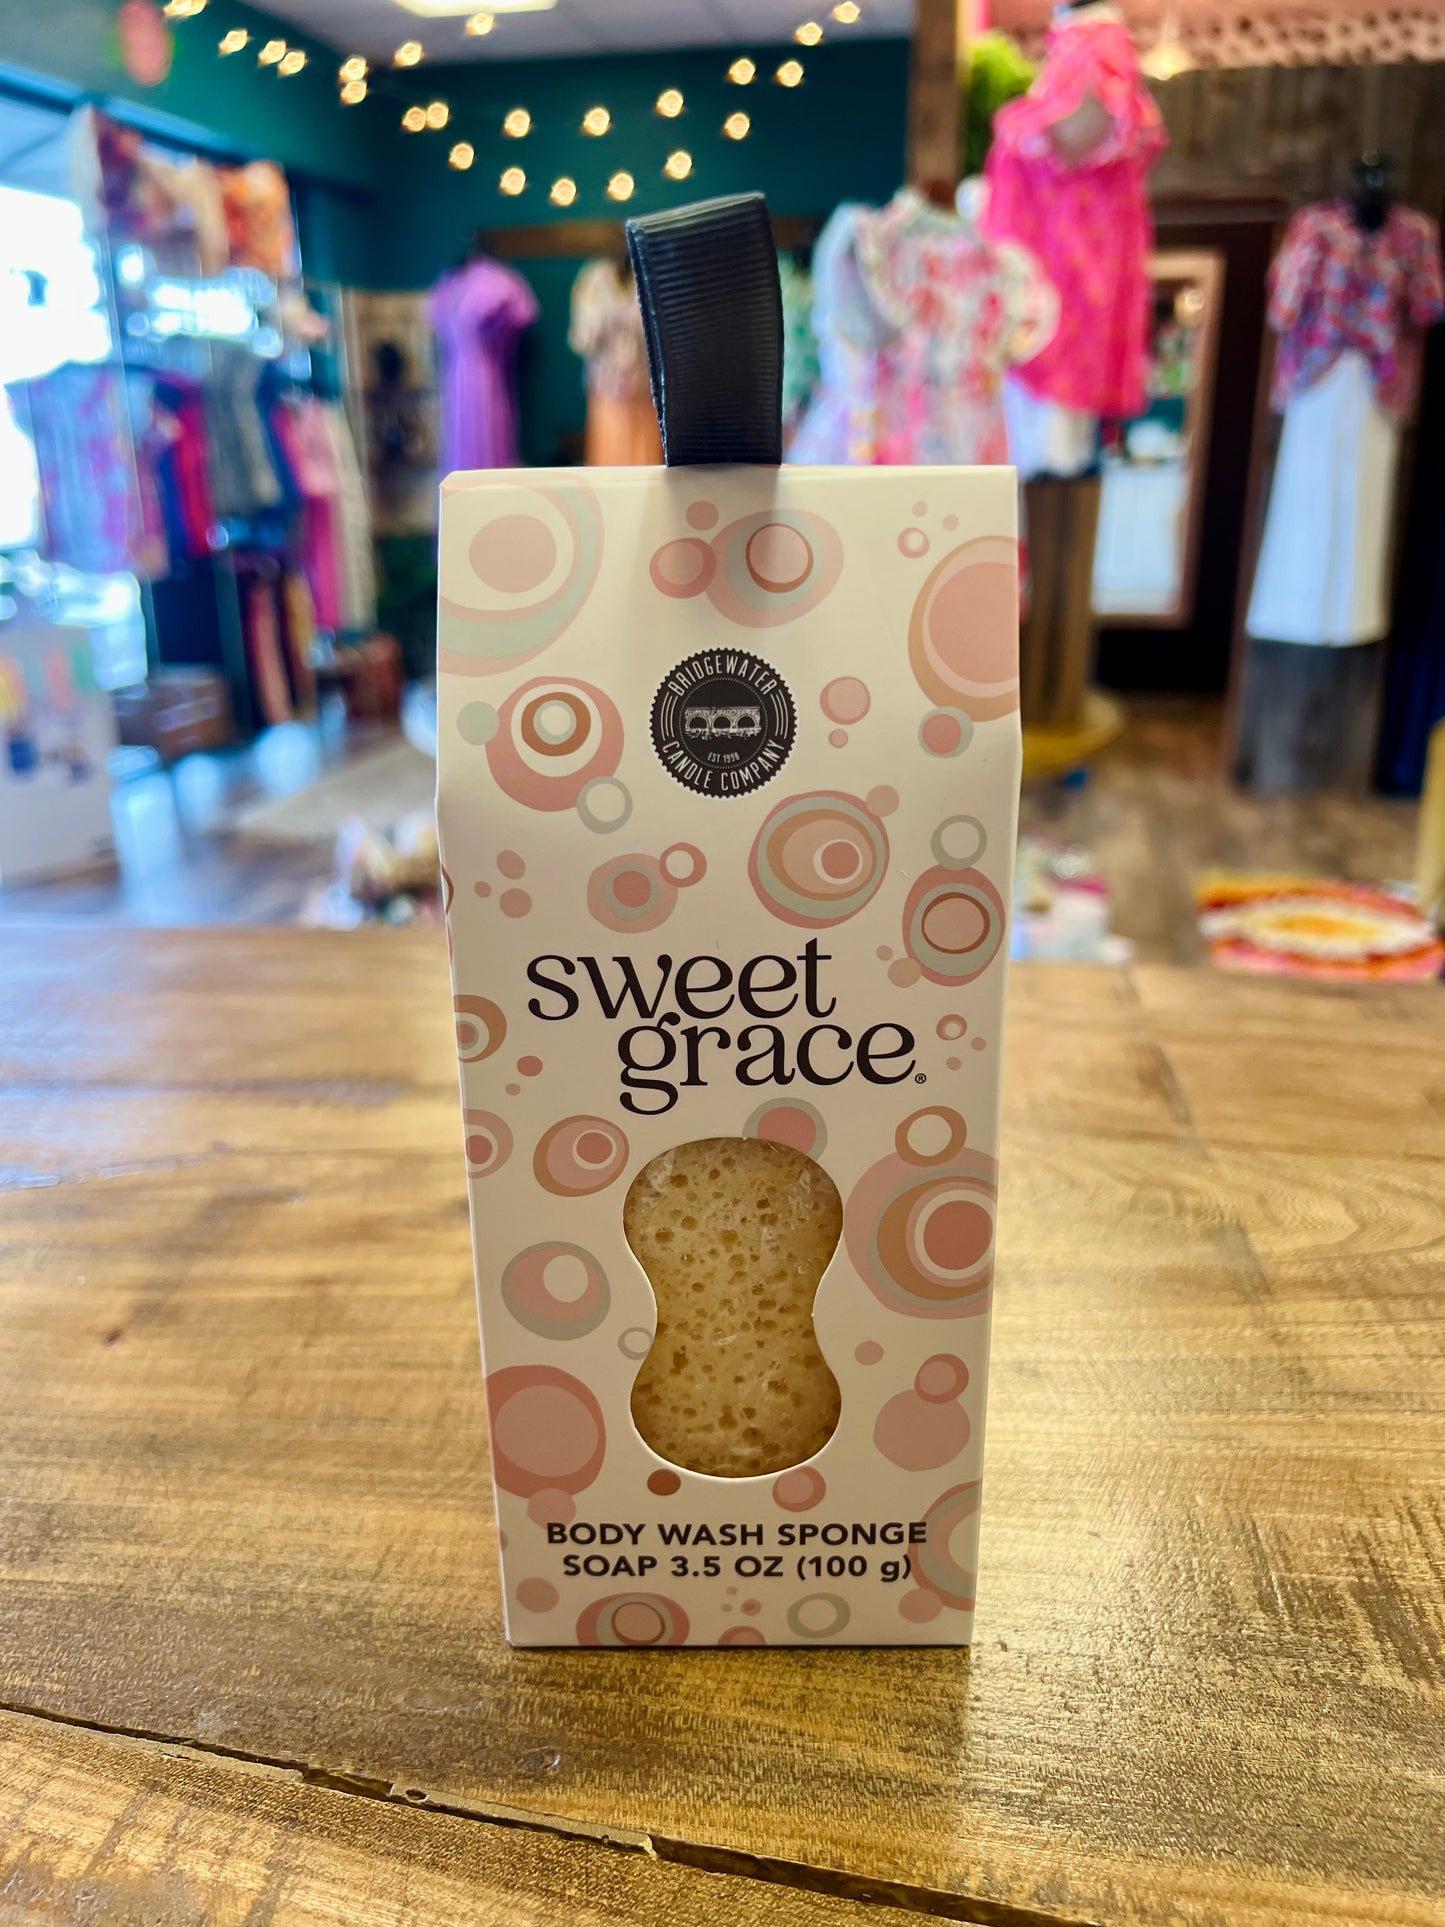 BRIDGEWATER
EST. 1998
CANDLE COMPANY
sweet
grace®
BODY WASH SPONGE
SOAP 3.5 OZ (100 g)